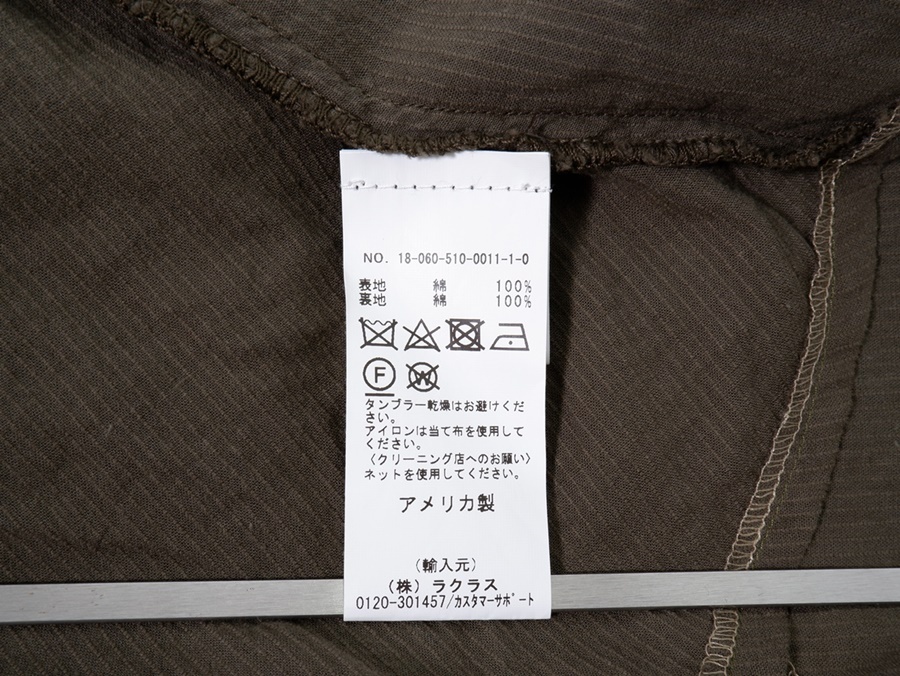 NO. 18-060-510-0011-1-0
表地 綿 100%
裏地 綿 100%
F W
タンブラー乾燥はお避けくだ
さい。
アイロンは当て布を使用して
ください。
〈クリーニング店へのお願い〉
ネットを使用してください。
アメリカ製
(輸入元)
(株) ラクラス
0120-301457/カスタマーサポート